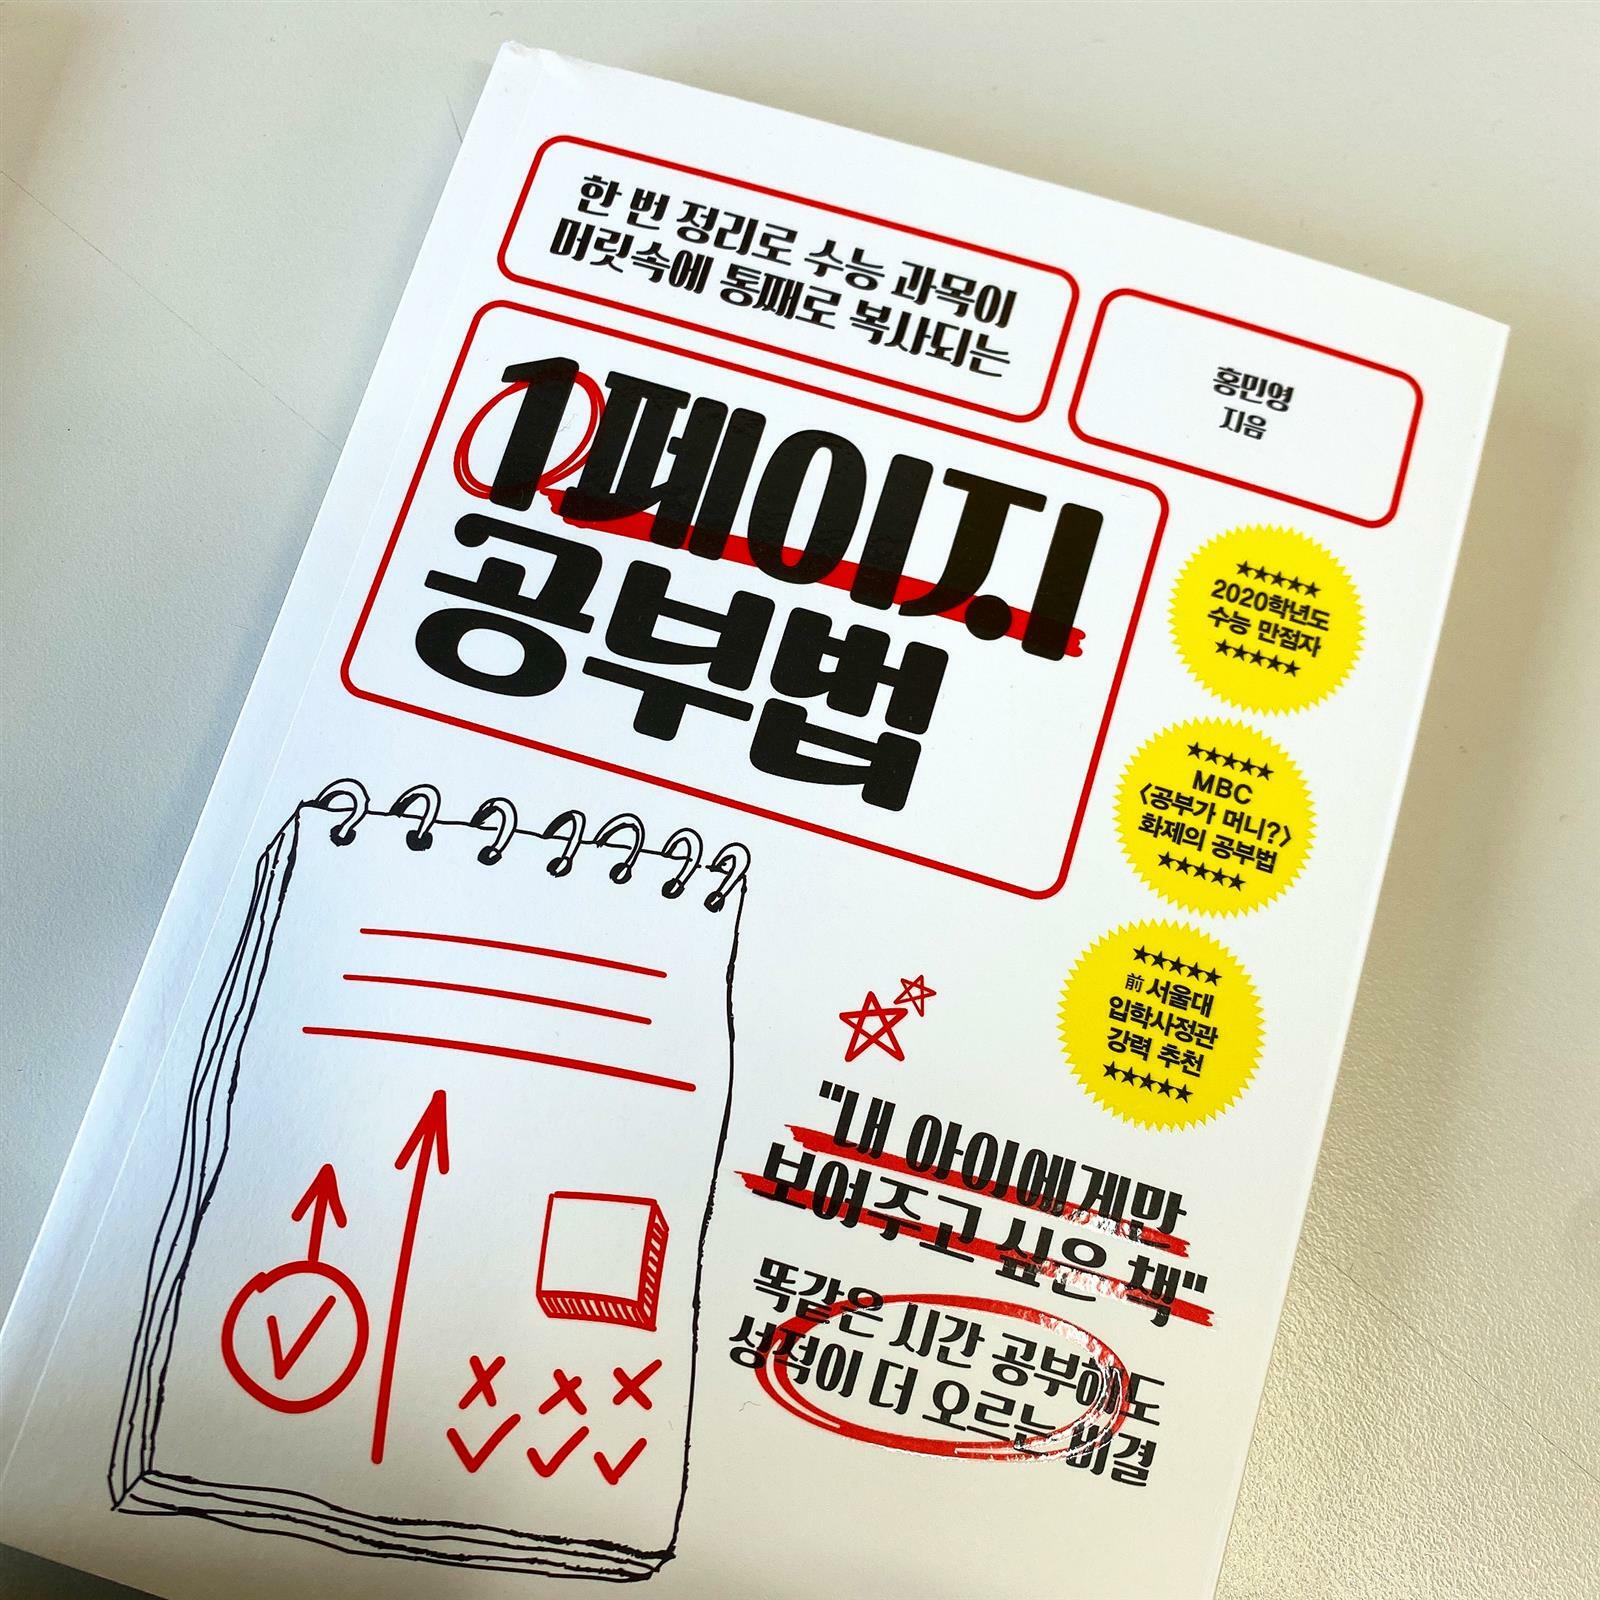 한 번 정리로 수능 과목이
머릿속에 통째로 복사되는
홍민영
지음
1페이지
공부법
★★★★★
2020학년도
수능 만점자
★★★★★
★★★★★
MBC
<공부가 머니?>
화제의 공부법
★★★★★
★★★★★
前 서울대
입학사정관
강력 추천
★★★★★
"내 아이에게만
보여주고 싶은 책"
똑같은 시간 공부해도
성적이 더 오르는 비결